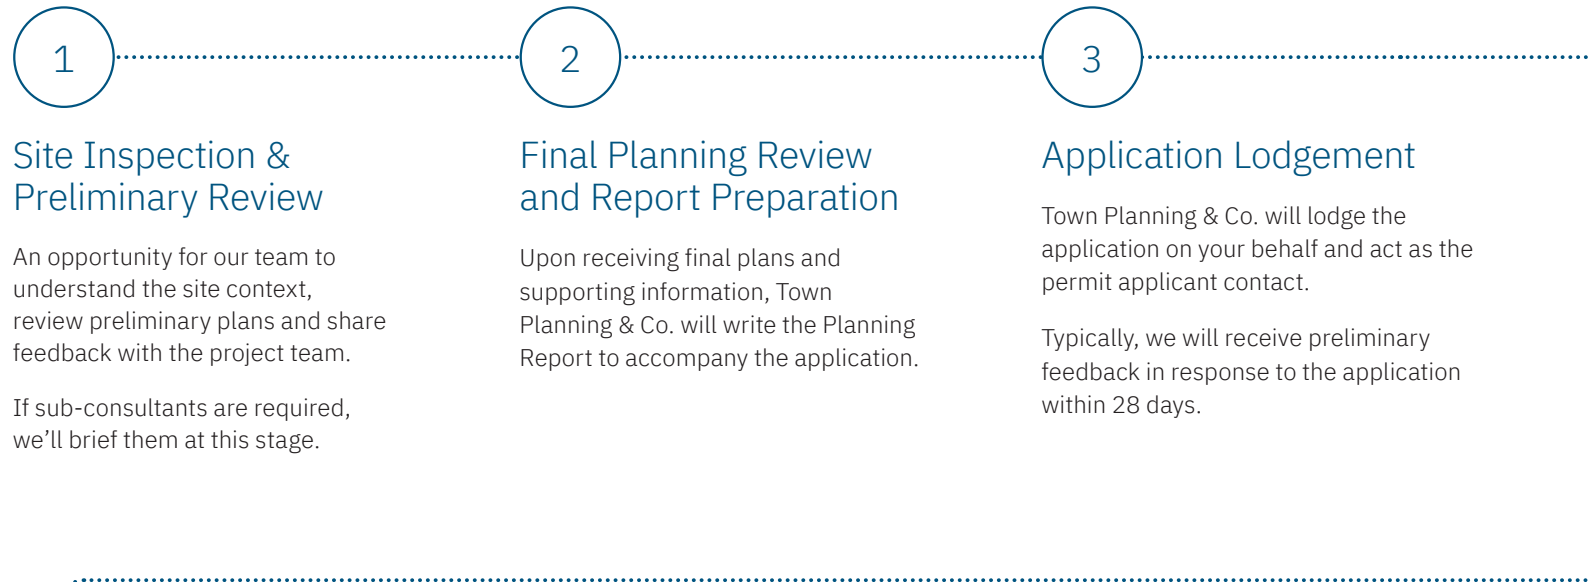 1
Site Inspection &
Preliminary Review
An opportunity for our team to
understand the site context,
review preliminary plans and share
feedback with the project team.
If sub-consultants are required,
we’ll brief them at this stage.
2
Final Planning Review
and Report Preparation
Upon receiving final plans and
supporting information, Town
Planning & Co. will write the Planning
Report to accompany the application.
3
Application Lodgement
Town Planning & Co. will lodge the
application on your behalf and act as the
permit applicant contact.
Typically, we will receive preliminary
feedback in response to the application
within 28 days.